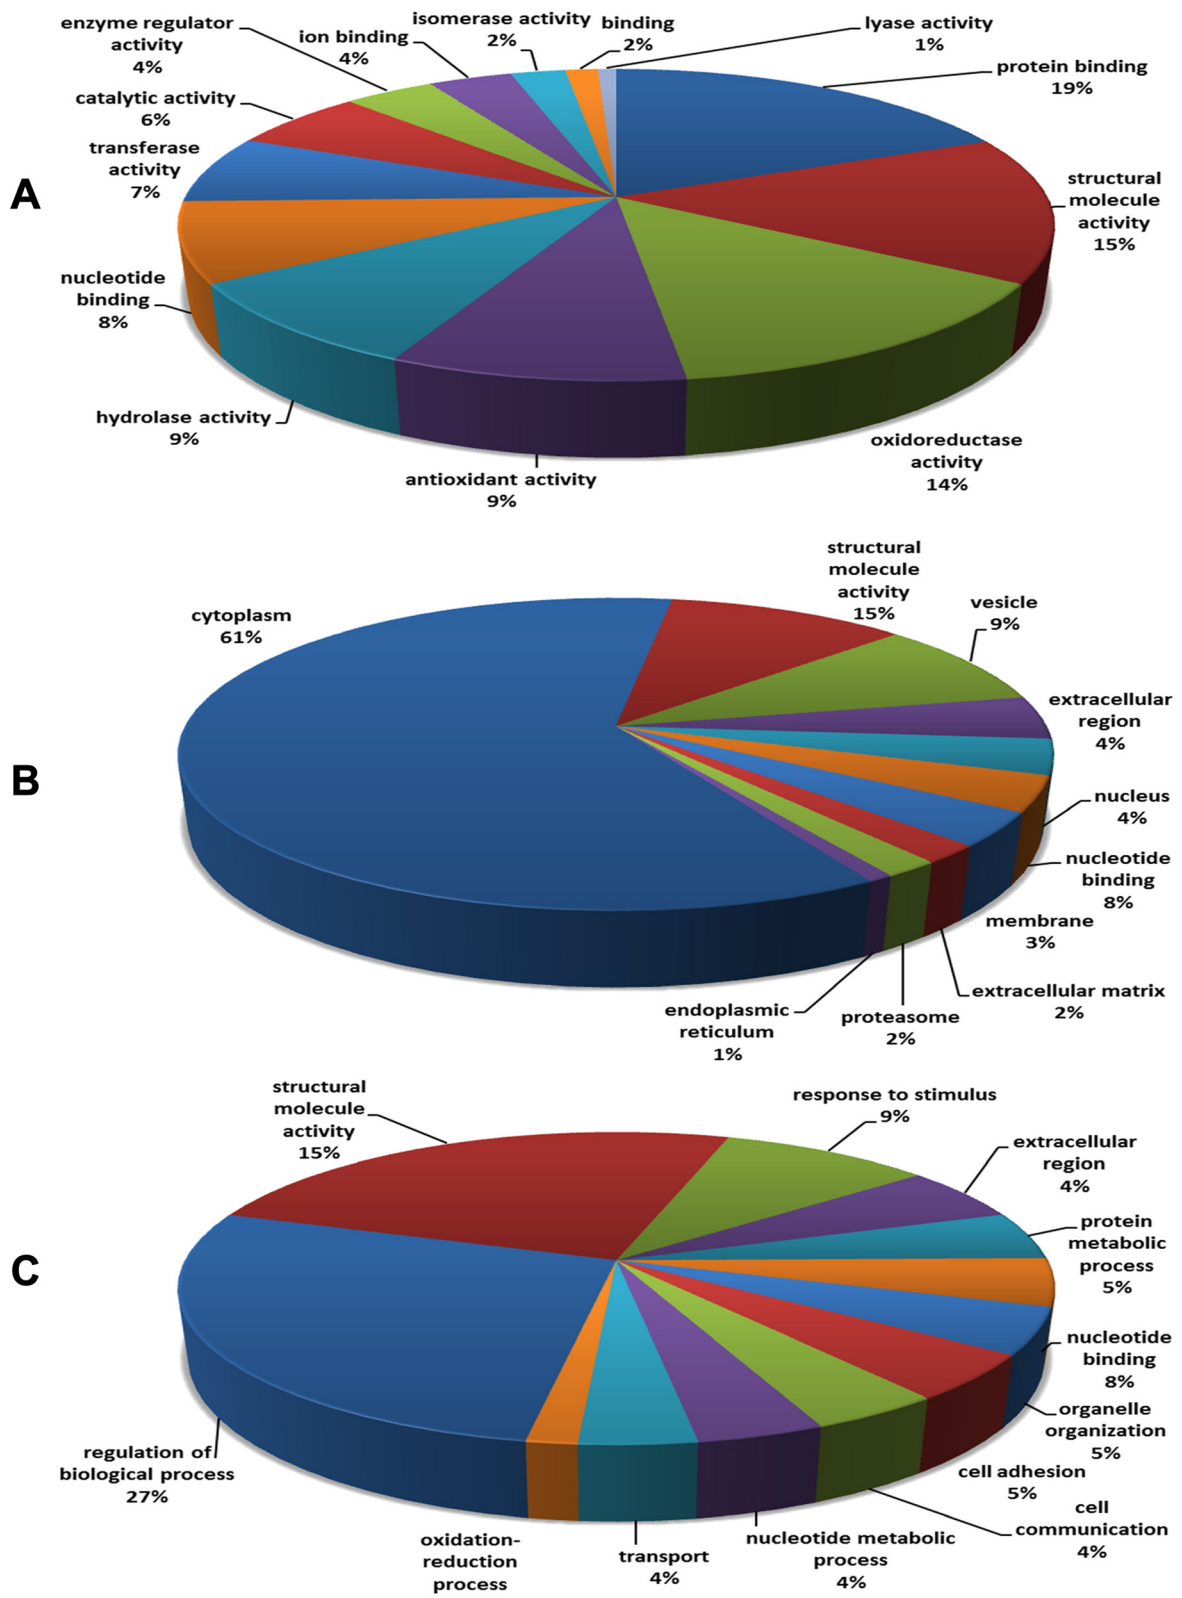 A
enzyme regulator
activity
4%
ion binding
4%
isomerase activity
2%
binding
2%
lyase activity
1%
protein binding
19%
structural
molecule
activity
15%
oxidoreductase
activity
14%
antioxidant activity
9%
hydrolase activity
9%
nucleotide
binding
8%
transferase
activity
7%
catalytic activity
6%
B
cytoplasm
61%
structural
molecule
activity
15%
vesicle
9%
extracellular
region
4%
nucleus
4%
nucleotide
binding
8%
membrane
3%
extracellular matrix
2%
proteasome
2%
endoplasmic
reticulum
1%
C
structural
molecule
activity
15%
response to stimulus
9%
extracellular
region
4%
protein
metabolic
process
5%
nucleotide
binding
8%
organelle
organization
5%
cell adhesion
5%
cell
communication
4%
nucleotide metabolic
process
4%
transport
4%
oxidation-
reduction
process
regulation of
biological process
27%